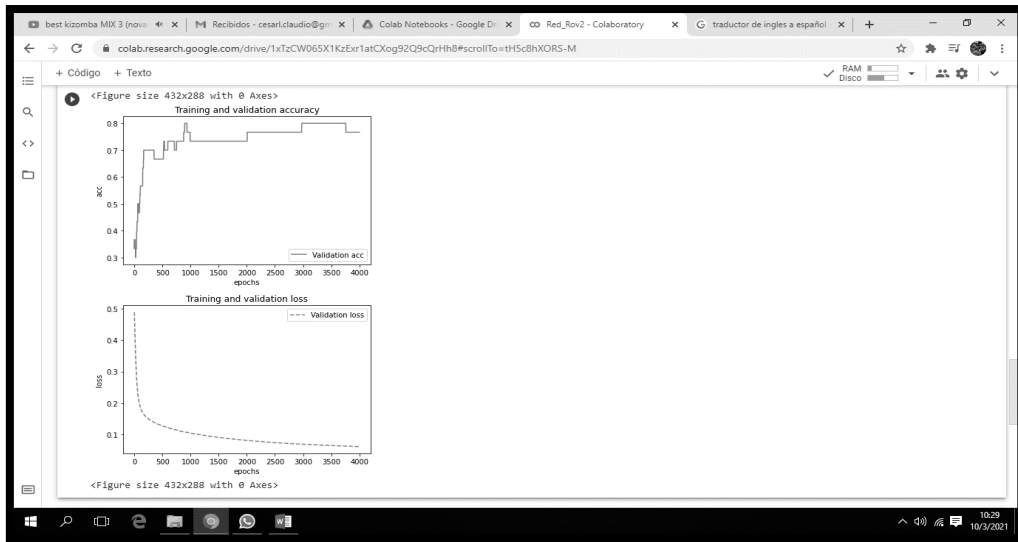 best kizomba MIX 3 (nova
Recibidos - cesarl.claudio@gm
Colab Notebooks - Google Dri
Red_Rov2 - Colaboratory
traductor de ingles a español
colab.research.google.com/drive/1xTzCW065X1KzExr1atCXog92Q9cQrHh8#scrollTo=tH5c8hXORS-M
+ Código + Texto
RAM
Disco
<Figure size 432x288 with 0 Axes>
Training and validation accuracy
0.8
0.7
0.6
0.5
0.4
0.3
acc
Validation acc
0 500 1000 1500 2000 2500 3000 3500 4000
epochs
Training and validation loss
0.5
0.4
0.3
0.2
0.1
loss
Validation loss
0 500 1000 1500 2000 2500 3000 3500 4000
epochs
<Figure size 432x288 with 0 Axes>
10:29
10/3/2021